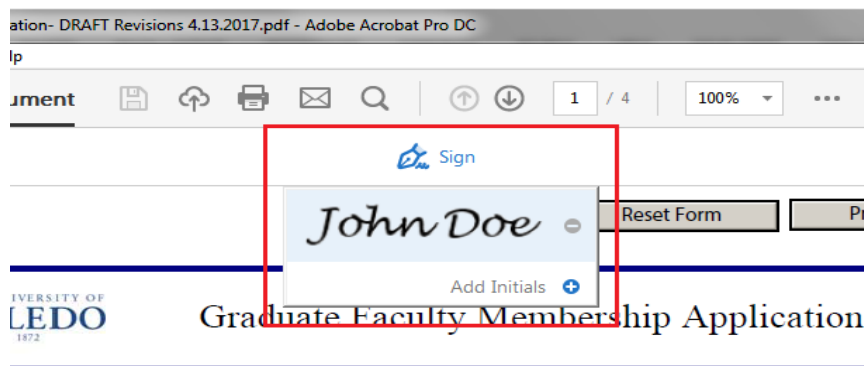 ation- DRAFT Revisions 4.13.2017.pdf - Adobe Acrobat Pro DC
lp
ument 1 / 4 100%
Sign
John Doe Reset Form Pr
Add Initials
IVERSITY OF
LEDO
1872
Graduate Faculty Membership Application